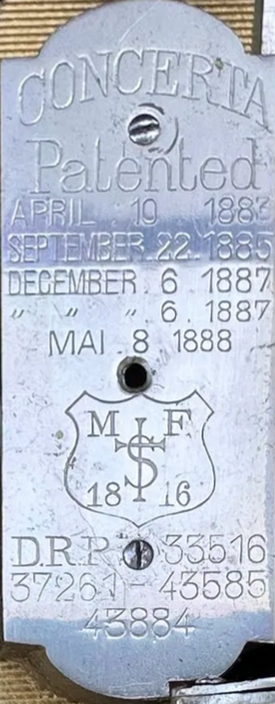 CONCERTA
Patented
APRIL . 10 1883
SEPTEMBER. 22. 1885
DECEMBER . 6 1887
" " " 6 . 1887
MAI . 8 1888
M F
18 16
D.R.P. 33516
37261 - 43585
43884